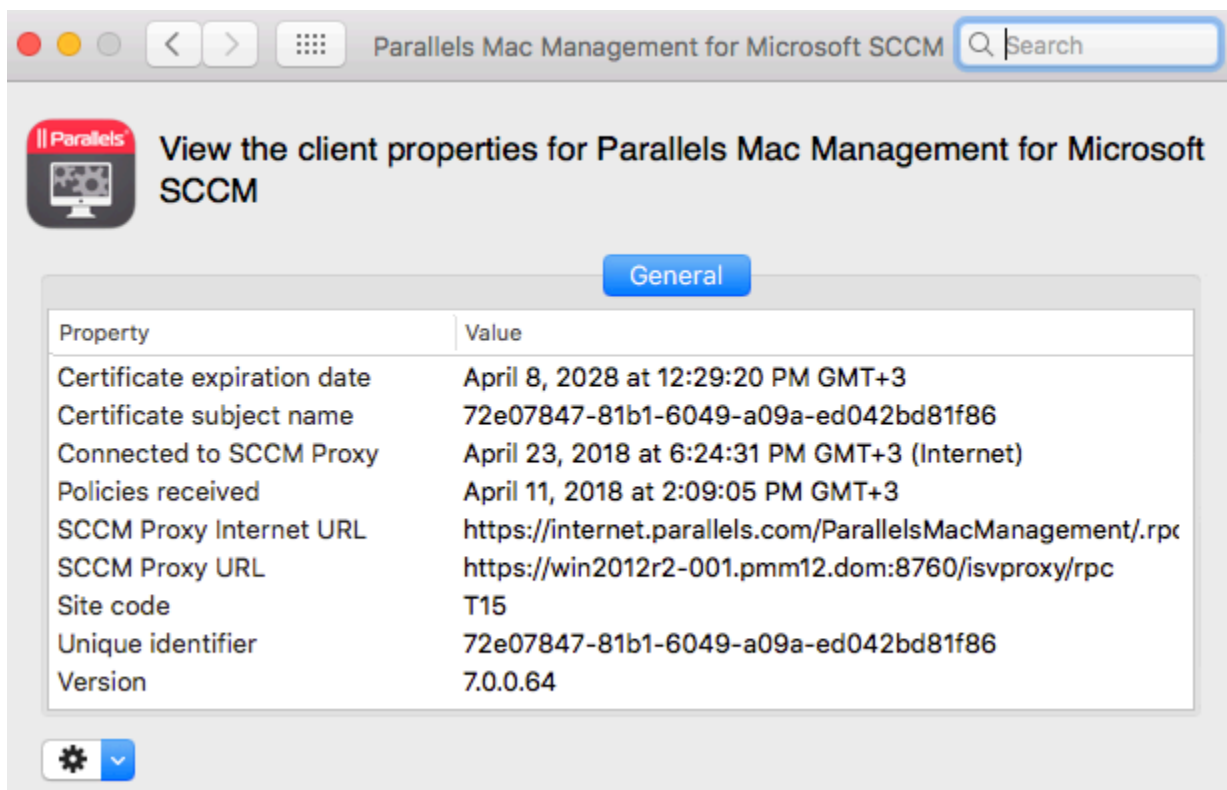 Parallels Mac Management for Microsoft SCCM Search
|| Parallels®
View the client properties for Parallels Mac Management for Microsoft
SCCM
General
Property Value
Certificate expiration date April 8, 2028 at 12:29:20 PM GMT+3
Certificate subject name 72e07847-81b1-6049-a09a-ed042bd81f86
Connected to SCCM Proxy April 23, 2018 at 6:24:31 PM GMT+3 (Internet)
Policies received April 11, 2018 at 2:09:05 PM GMT+3
SCCM Proxy Internet URL https://internet.parallels.com/ParallelsMacManagement/.rpc
SCCM Proxy URL https://win2012r2-001.pmm12.dom:8760/isvproxy/rpc
Site code T15
Unique identifier 72e07847-81b1-6049-a09a-ed042bd81f86
Version 7.0.0.64